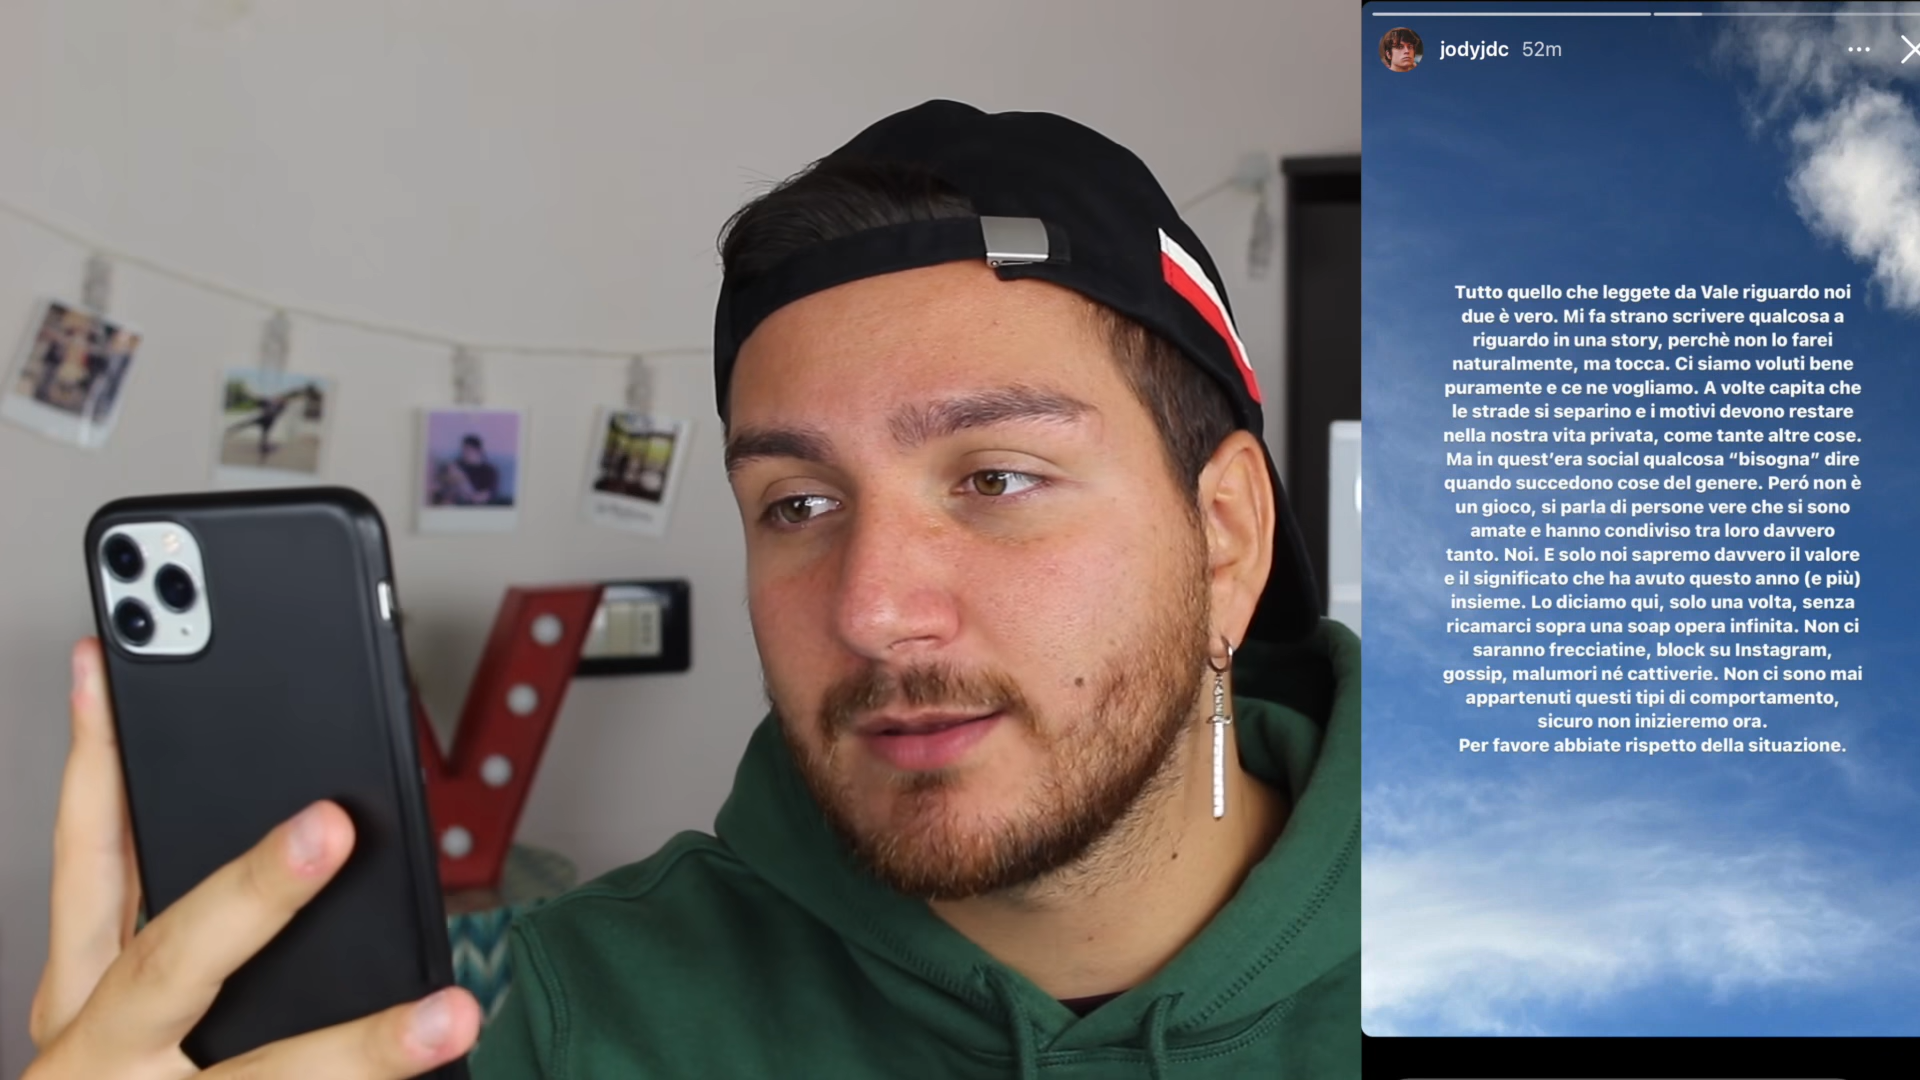 jodyjdc 52m
Tutto quello che leggete da Vale riguardo noi
due è vero. Mi fa strano scrivere qualcosa a
riguardo in una story, perchè non lo farei
naturalmente, ma tocca. Ci siamo voluti bene
puramente e ce ne vogliamo. A volte capita che
le strade si separino e i motivi devono restare
nella nostra vita privata, come tante altre cose.
Ma in quest'era social qualcosa “bisogna” dire
quando succedono cose del genere. Peró non è
un gioco, si parla di persone vere che si sono
amate e hanno condiviso tra loro davvero
tanto. Noi. E solo noi sapremo davvero il valore
e il significato che ha avuto questo anno (e più)
insieme. Lo diciamo qui, solo una volta, senza
ricamarci sopra una soap opera infinita. Non ci
saranno frecciatine, block su Instagram,
gossip, malumori né cattiverie. Non ci sono mai
appartenuti questi tipi di comportamento,
sicuro non inizieremo ora.
Per favore abbiate rispetto della situazione.